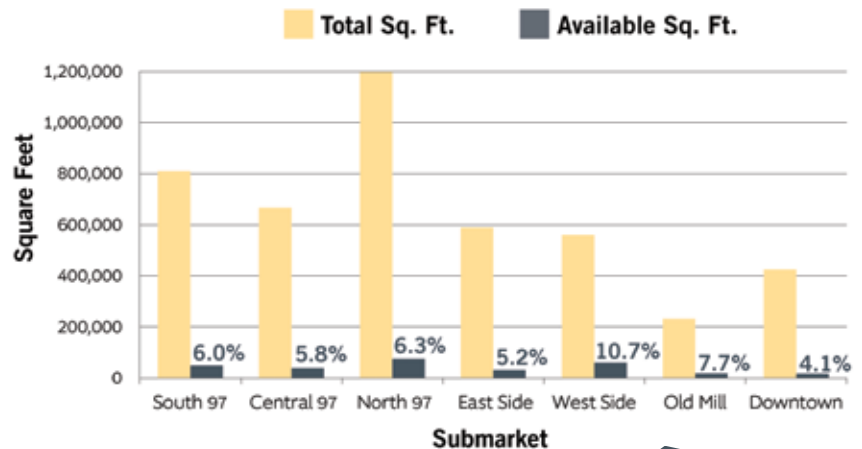 Total Sq. Ft. Available Sq. Ft.
Square Feet
1,200,000
1,000,000
800,000
600,000
400,000
200,000
0
6.0% 5.8% 6.3% 5.2% 10.7% 7.7% 4.1%
South 97 Central 97 North 97 East Side West Side Old Mill Downtown
Submarket